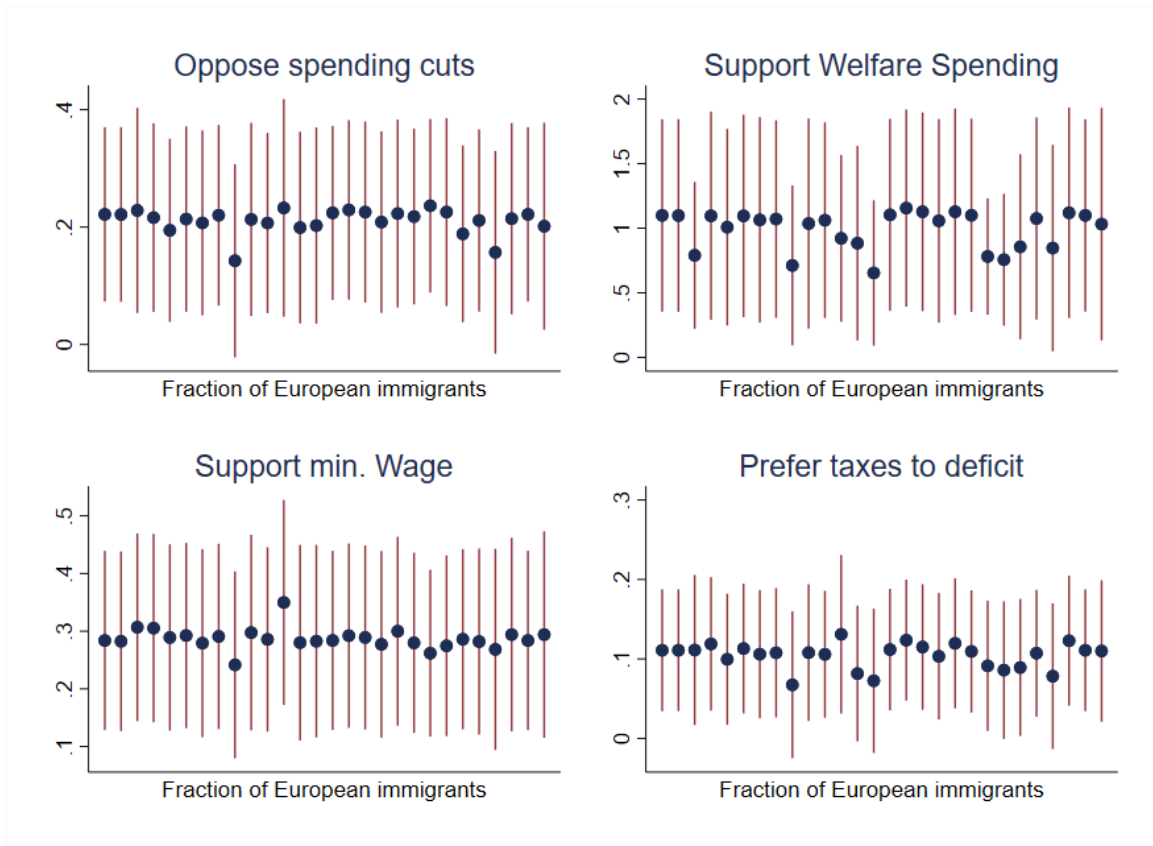 Oppose spending cuts
.4
.2
0
Fraction of European immigrants
Support Welfare Spending
2
1.5
1
.5
0
Fraction of European immigrants
Support min. Wage
.5
.4
.3
.2
.1
Fraction of European immigrants
Prefer taxes to deficit
.3
.2
.1
0
Fraction of European immigrants